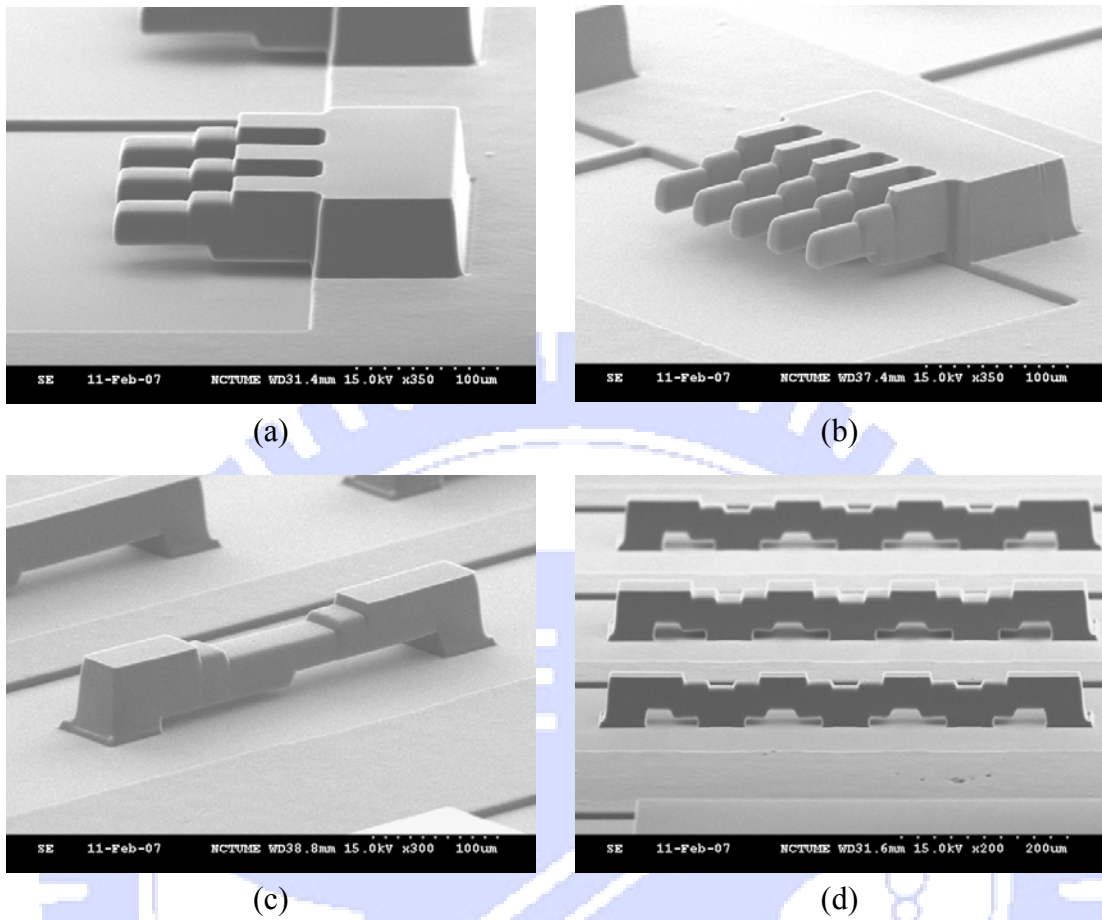 SE 11-Feb-07 NCTUME WD31.4mm 15.0kV x350 100um
SE 11-Feb-07 NCTUME WD37.4mm 15.0kV x350 100um
(a)
(b)
SE 11-Feb-07 NCTUME WD38.8mm 15.0kV x300 100um
SE 11-Feb-07 NCTUME WD31.6mm 15.0kV x200 200um
(c)
(d)